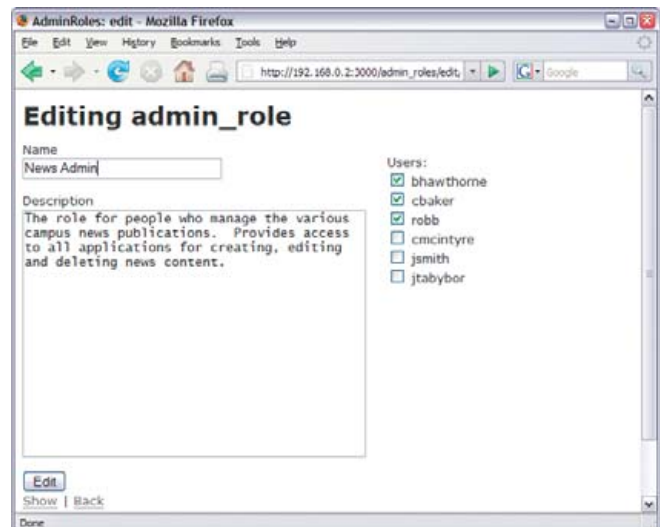 AdminRoles: edit - Mozilla Firefox
File Edit View History Bookmarks Tools Help
http://192.168.0.2:3000/admin_roles/edit, Google
Editing admin_role
Name
News Admin
Description
The role for people who manage the various
campus news publications. Provides access
to all applications for creating, editing
and deleting news content.
Users:
bhawthorne
cbaker
robb
cmcintyre
jsmith
jtabybor
Edit
Show | Back
Done